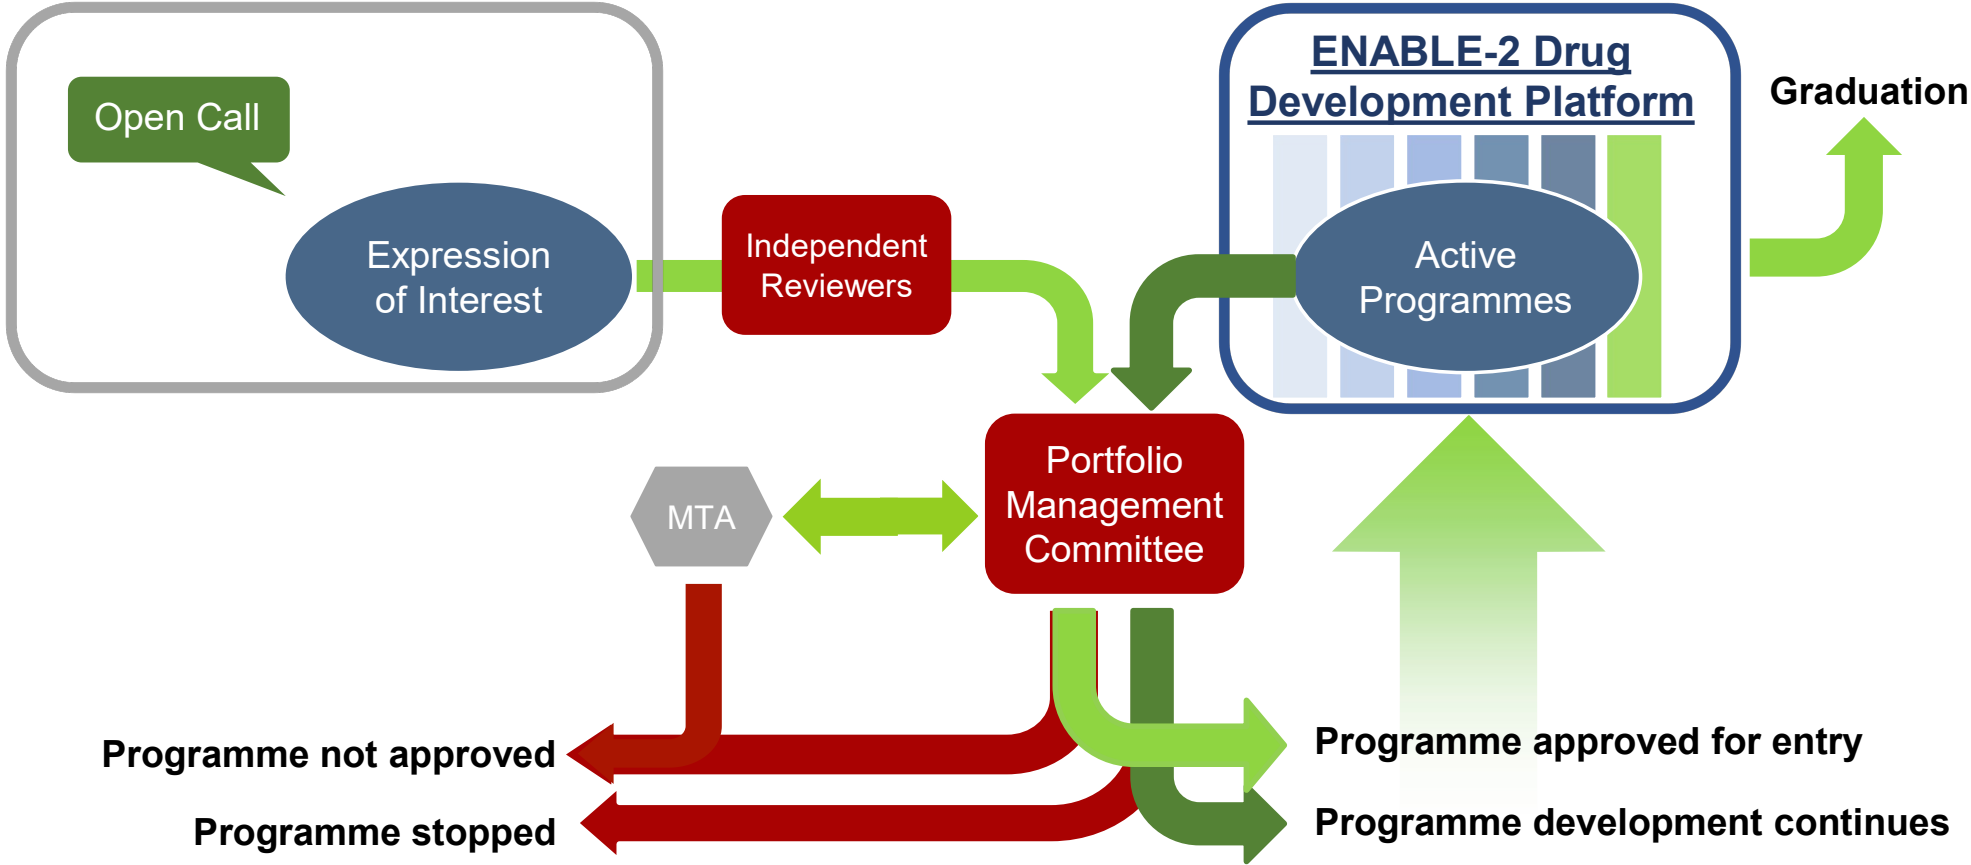 Open Call
Expression
of Interest
Independent
Reviewers
ENABLE-2 Drug
Development Platform
Active
Programmes
Graduation
Portfolio
Management
Committee
MTA
Programme not approved
Programme stopped
Programme approved for entry
Programme development continues